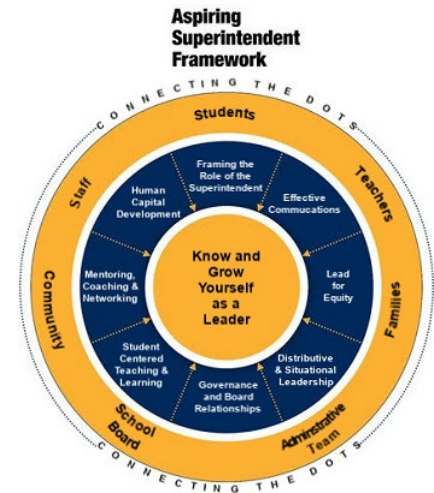 Aspiring
Superintendent
Framework
CONNECTING THE DOTS
Students
Teachers
Families
Adminstrative
Team
School
Board
Community
Staff
Framing the
Role of the
Superintendent
Effective
Commucations
Lead
for
Equity
Distributive
& Situational
Leadership
Governance
and Board
Relationships
Student
Centered
Teaching &
Learning
Mentoring,
Coaching &
Networking
Human
Capital
Development
Know and
Grow
Yourself
as a
Leader
CONNECTING THE DOTS